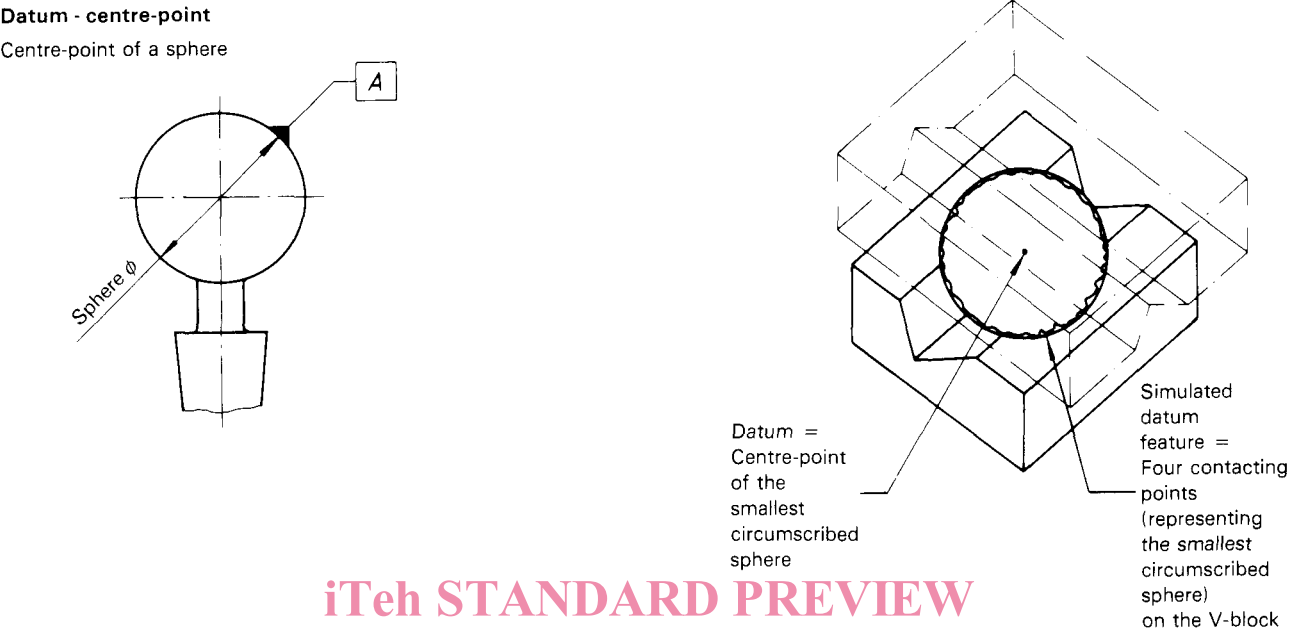 Datum - centre-point
Centre-point of a sphere
A
Sphere ϕ
Datum =
Centre-point
of the
smallest
circumscribed
sphere
Simulated
datum
feature =
Four contacting
points
(representing
the smallest
circumscribed
sphere)
on the V-block
iTeh STANDARD PREVIEW